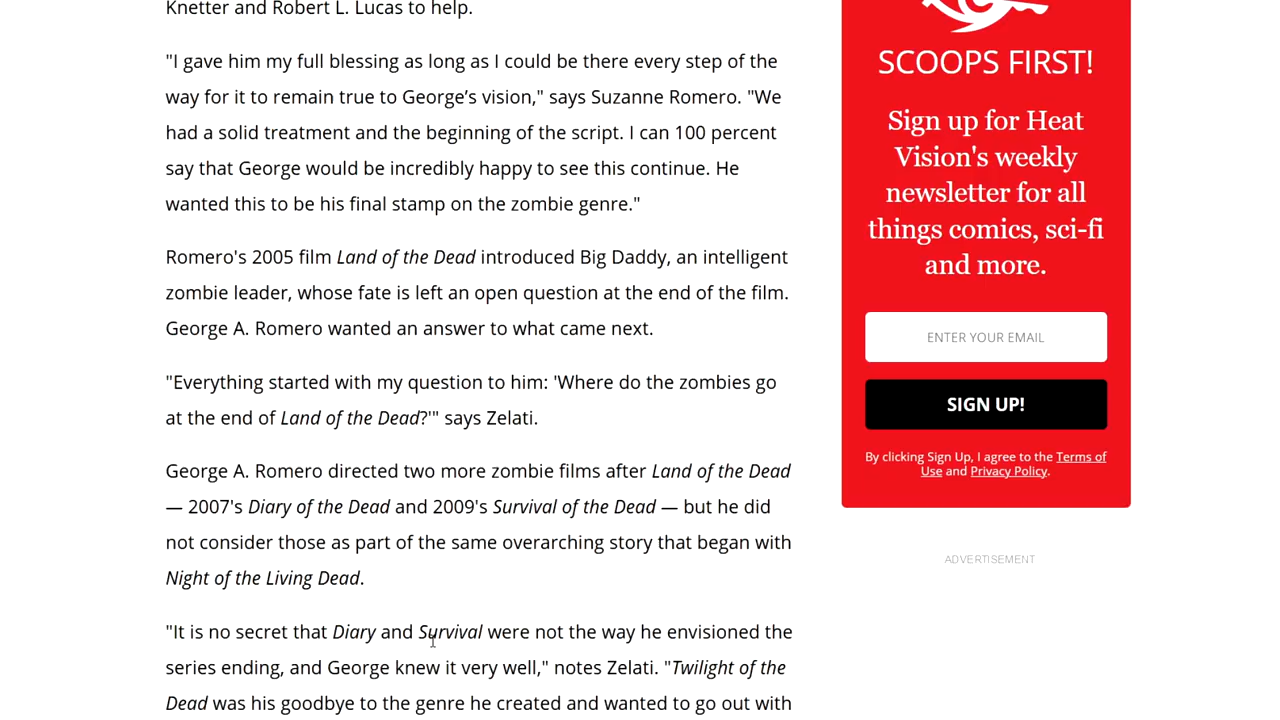 Knetter and Robert L. Lucas to help.
"I gave him my full blessing as long as I could be there every step of the
way for it to remain true to George’s vision," says Suzanne Romero. "We
had a solid treatment and the beginning of the script. I can 100 percent
say that George would be incredibly happy to see this continue. He
wanted this to be his final stamp on the zombie genre."
Romero's 2005 film Land of the Dead introduced Big Daddy, an intelligent
zombie leader, whose fate is left an open question at the end of the film.
George A. Romero wanted an answer to what came next.
"Everything started with my question to him: 'Where do the zombies go
at the end of Land of the Dead?'" says Zelati.
George A. Romero directed two more zombie films after Land of the Dead
— 2007's Diary of the Dead and 2009's Survival of the Dead — but he did
not consider those as part of the same overarching story that began with
Night of the Living Dead.
"It is no secret that Diary and Survival were not the way he envisioned the
series ending, and George knew it very well," notes Zelati. "Twilight of the
Dead was his goodbye to the genre he created and wanted to go out with
SCOOPS FIRST!
Sign up for Heat
Vision's weekly
newsletter for all
things comics, sci-fi
and more.
ENTER YOUR EMAIL
SIGN UP!
By clicking Sign Up, I agree to the Terms of
Use and Privacy Policy.
ADVERTISEMENT